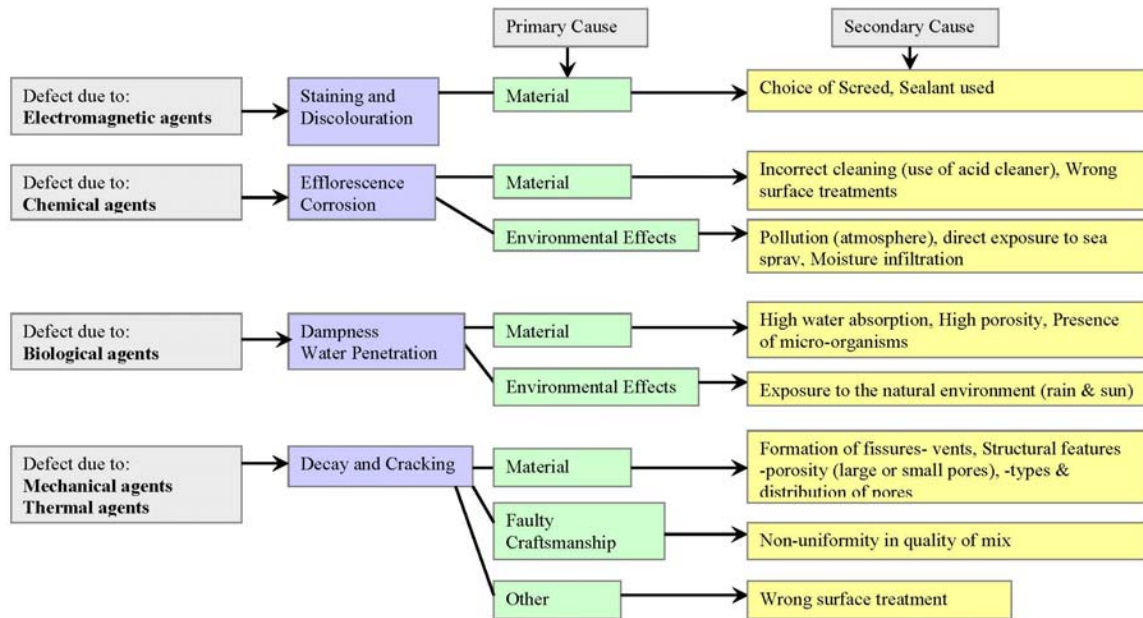 Primary Cause
Secondary Cause
Defect due to:
Electromagnetic agents
Staining and
Discolouration
Material
Choice of Screed, Sealant used
Defect due to:
Chemical agents
Efflorescence
Corrosion
Material
Incorrect cleaning (use of acid cleaner), Wrong
surface treatments
Environmental Effects
Pollution (atmosphere), direct exposure to sea
spray, Moisture infiltration
Defect due to:
Biological agents
Dampness
Water Penetration
Material
High water absorption, High porosity, Presence
of micro-organisms
Environmental Effects
Exposure to the natural environment (rain & sun)
Defect due to:
Mechanical agents
Thermal agents
Decay and Cracking
Material
Formation of fissures- vents, Structural features
-porosity (large or small pores), -types &
distribution of pores
Faulty
Craftsmanship
Non-uniformity in quality of mix
Other
Wrong surface treatment